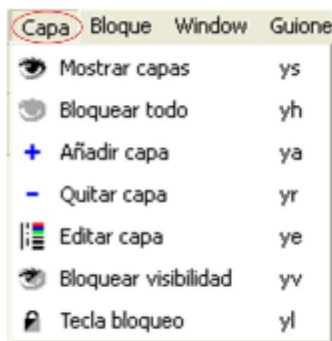 Capa Bloque Window Guione
Mostrar capas ys
Bloquear todo yh
Añadir capa ya
Quitar capa yr
Editar capa ye
Bloquear visibilidad yv
Tecla bloqueo yl